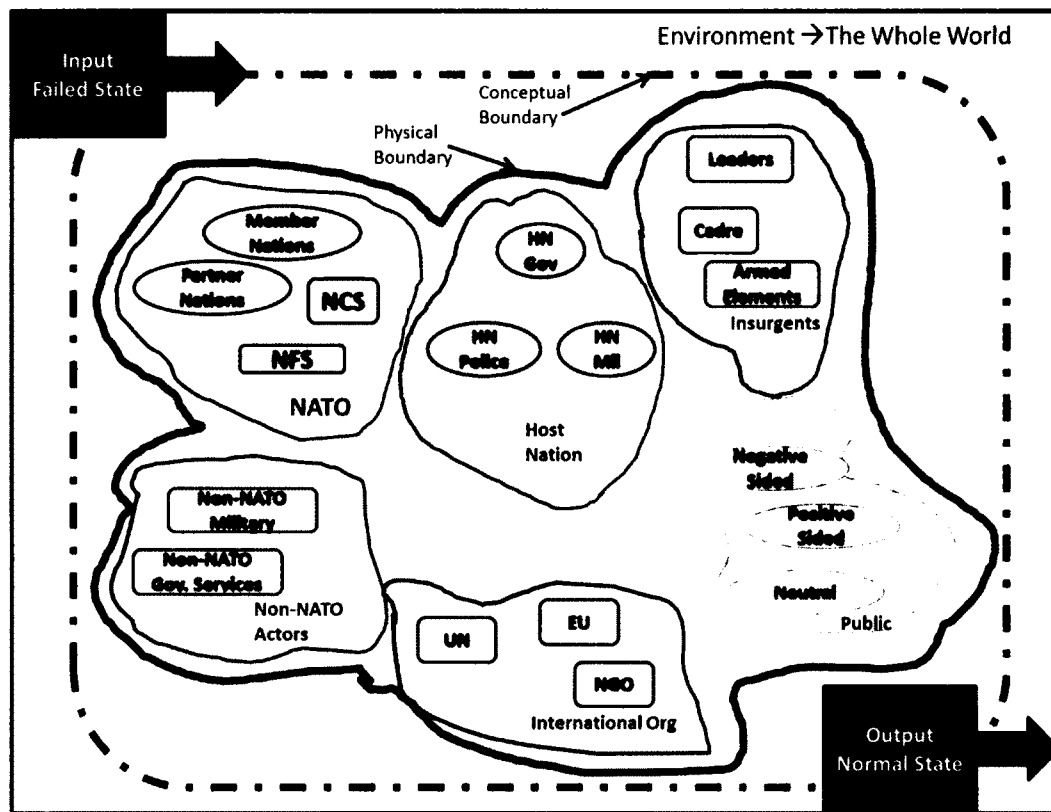 Input
Failed State
Environment →The Whole World
Conceptual
Boundary
Physical
Boundary
Leaders
Cadre
Armed
Elements
Insurgents
Member
Nations
Partner
Nations
NCS
NFS
NATO
HN
Gov
HN
Police
HN
Mil
Host
Nation
Negative
Sided
Positive
Sided
Neutral
Public
Non-NATO
Military
Non-NATO
Gov. Services
Non-NATO
Actors
UN
EU
NGO
International Org
Output
Normal State